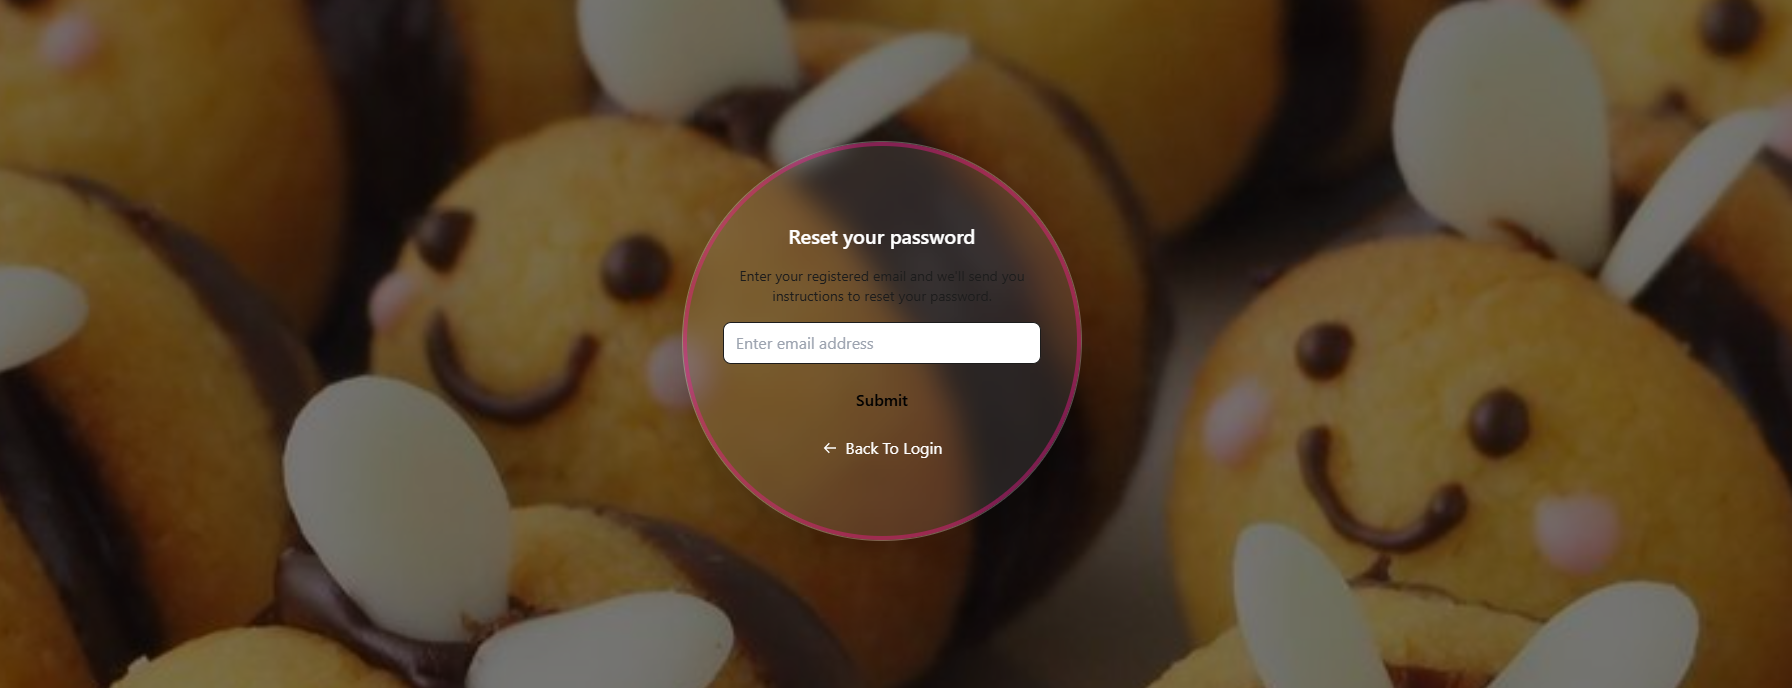 Reset your password
Enter your registered email and we'll send you
instructions to reset your password.
Enter email address
Submit
← Back To Login